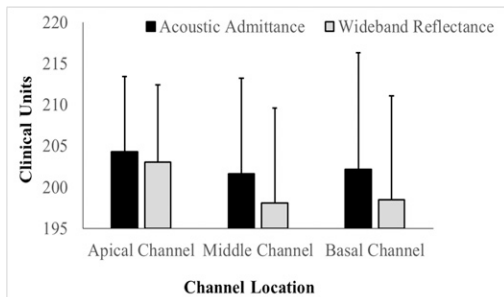 Acoustic Admittance Wideband Reflectance
Clinical Units
220
215
210
205
200
195
Apical Channel Middle Channel Basal Channel
Channel Location